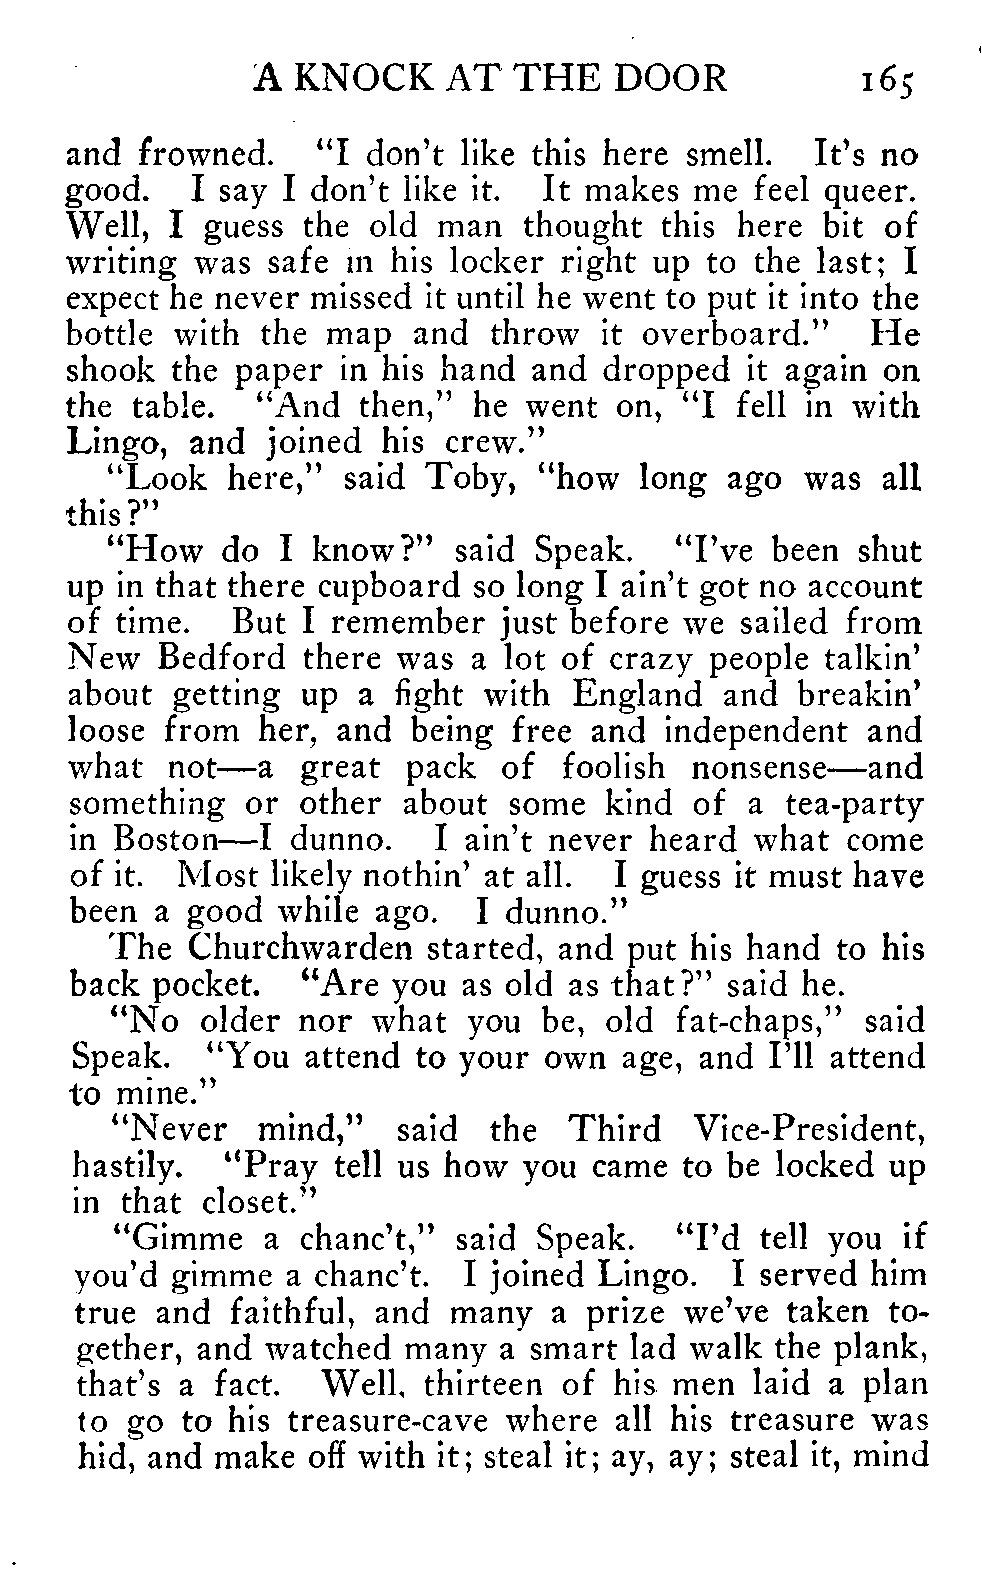 A KNOCK AT THE DOOR 165
and frowned. "I don't like this here smell. It's no
good. I say I don't like it. It makes me feel queer.
Well, I guess the old man thought this here bit of
writing was safe in his locker right up to the last; I
expect he never missed it until he went to put it into the
bottle with the map and throw it overboard." He
shook the paper in his hand and dropped it again on
the table. "And then," he went on, "I fell in with
Lingo, and joined his crew."
"Look here," said Toby, "how long ago was all
this?"
"How do I know?" said Speak. "I've been shut
up in that there cupboard so long I ain't got no account
of time. But I remember just before we sailed from
New Bedford there was a lot of crazy people talkin'
about getting up a fight with England and breakin'
loose from her, and being free and independent and
what not—a great pack of foolish nonsense—and
something or other about some kind of a tea-party
in Boston—I dunno. I ain't never heard what come
of it. Most likely nothin' at all. I guess it must have
been a good while ago. I dunno."
The Churchwarden started, and put his hand to his
back pocket. "Are you as old as that?" said he.
"No older nor what you be, old fat-chaps," said
Speak. "You attend to your own age, and I'll attend
to mine."
"Never mind," said the Third Vice-President,
hastily. "Pray tell us how you came to be locked up
in that closet."
"Gimme a chanc't," said Speak. "I'd tell you if
you'd gimme a chanc't. I joined Lingo. I served him
true and faithful, and many a prize we've taken to-
gether, and watched many a smart lad walk the plank,
that's a fact. Well, thirteen of his men laid a plan
to go to his treasure-cave where all his treasure was
hid, and make off with it; steal it; ay, ay; steal it, mind